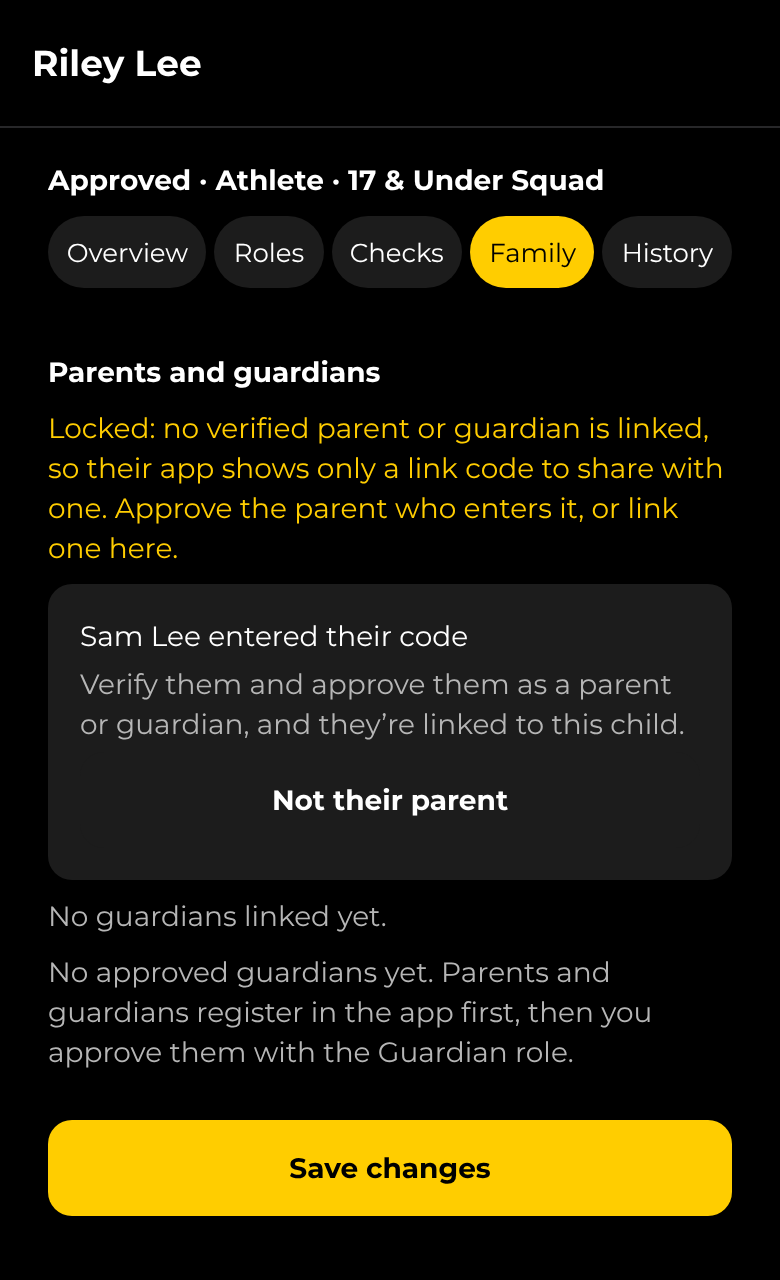 Riley Lee
Approved · Athlete · 17 & Under Squad
Overview
Roles
Checks
Family
History
Parents and guardians
Locked: no verified parent or guardian is linked,
so their app shows only a link code to share with
one. Approve the parent who enters it, or link
one here.
Sam Lee entered their code
Verify them and approve them as a parent
or guardian, and they’re linked to this child.
Not their parent
No guardians linked yet.
No approved guardians yet. Parents and
guardians register in the app first, then you
approve them with the Guardian role.
Save changes